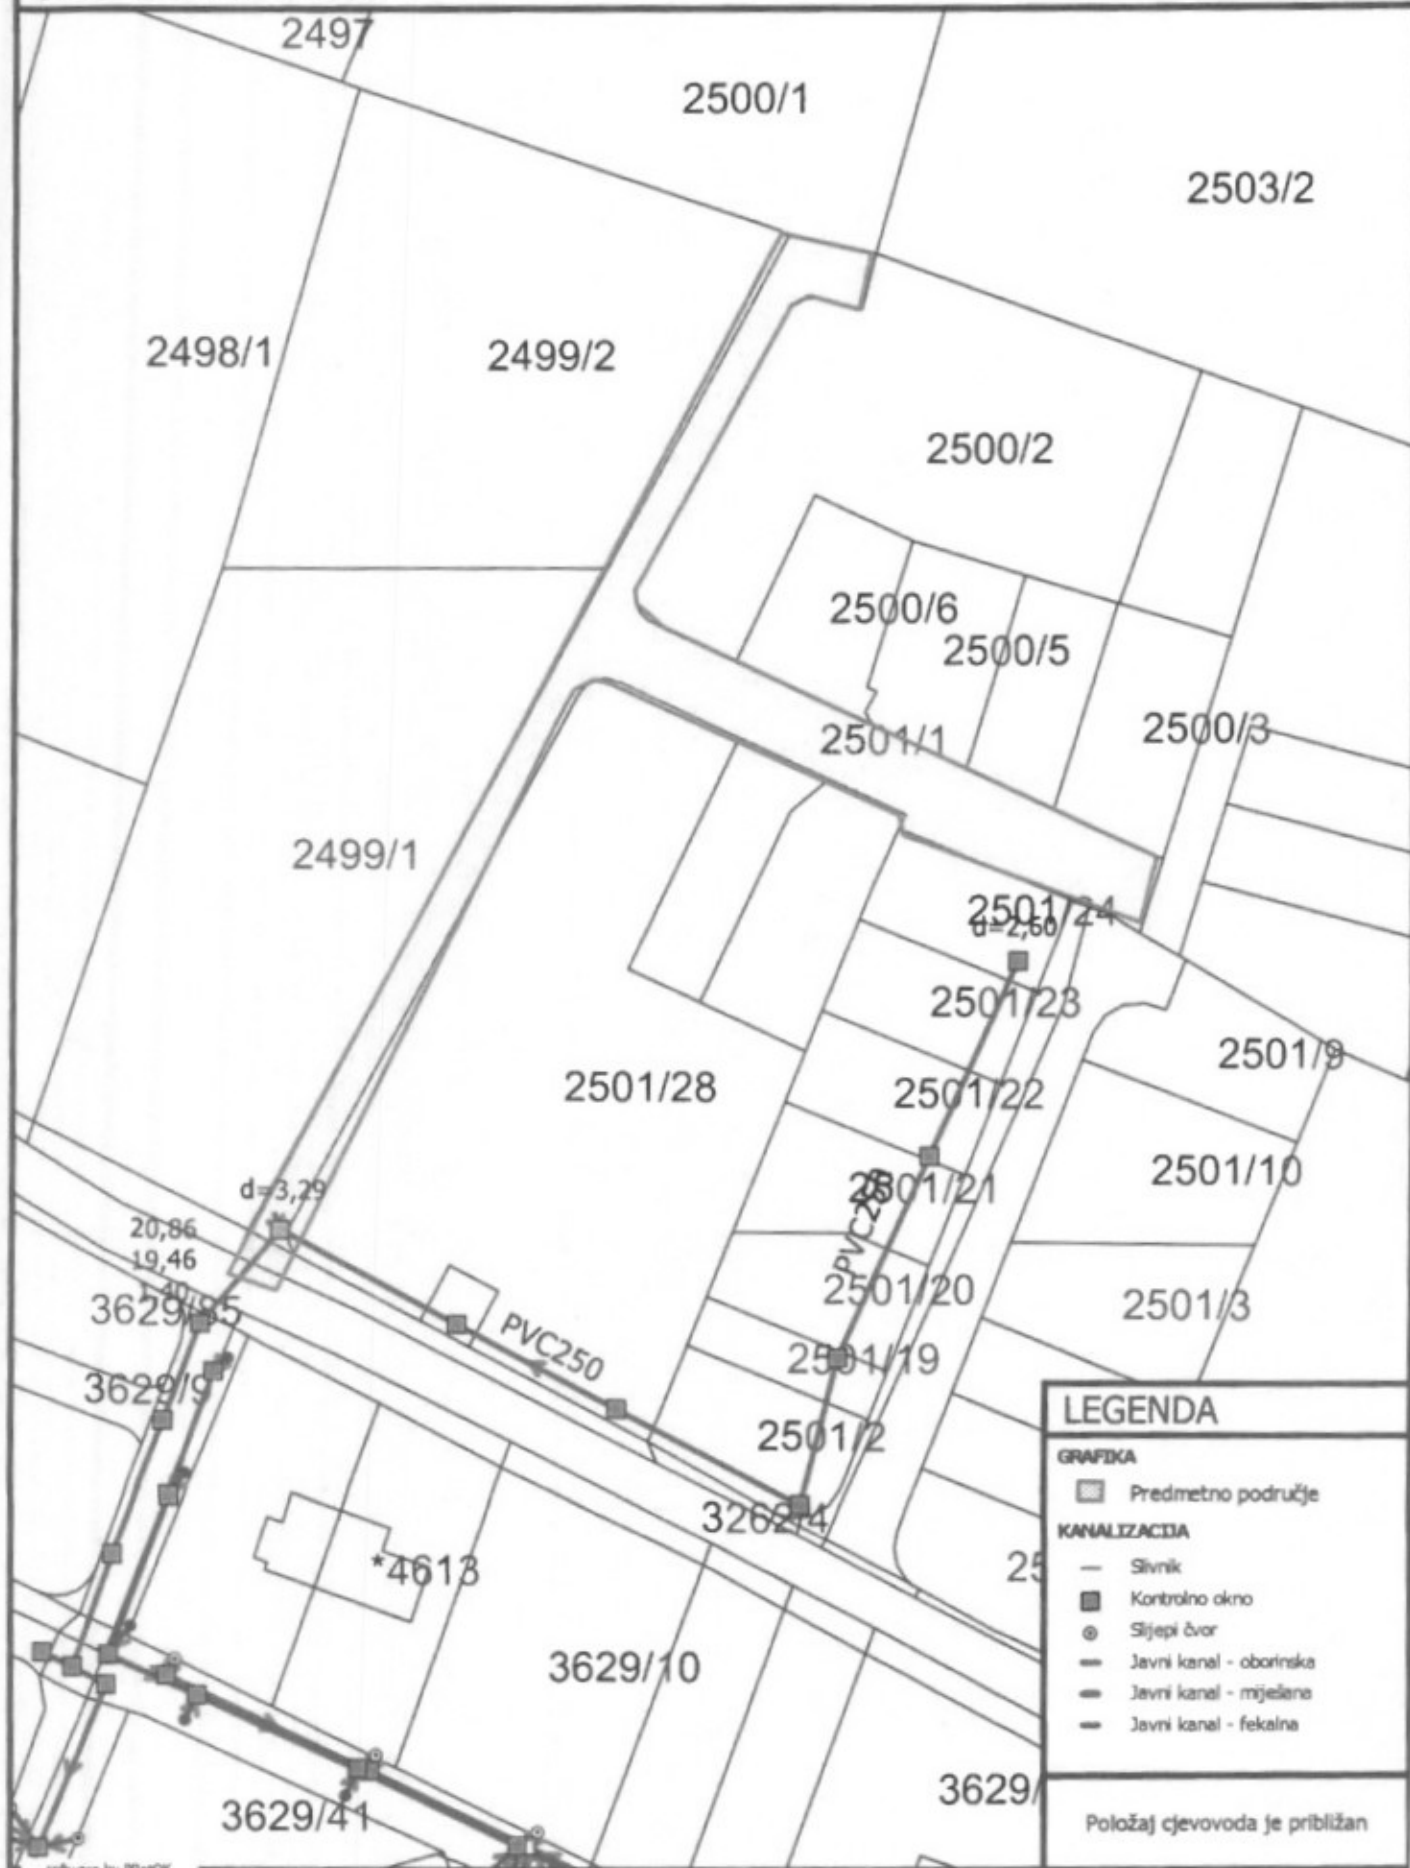 2497
2500/1
2503/2
2498/1
2499/2
2500/2
2500/6
2500/5
2500/3
2501/1
2499/1
2501/24
d=2,60
2501/23
2501/9
2501/28
2501/22
2501/10
2501/21
d=3,29
20,86
19,46
1,40
PVC250
2501/20
2501/3
3629/85
PVC250
2501/19
3629/9
2501/2
3262/4
4613
3629/10
3629/41
3629/
LEGENDA
GRAFIKA
Predmetno područje
KANALIZACIJA
Slivnik
Kontrolno okno
Slijepi čvor
Javni kanal - oborinska
Javni kanal - miješana
Javni kanal - fekalna
Položaj cjevovoda je približan